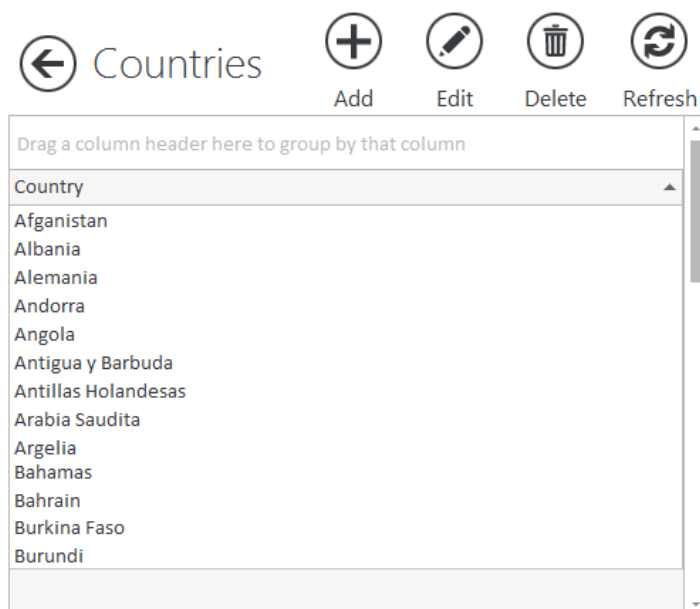 Countries
Add Edit Delete Refresh
Drag a column header here to group by that column
Country
Afganistan
Albania
Alemania
Andorra
Angola
Antigua y Barbuda
Antillas Holandesas
Arabia Saudita
Argelia
Bahamas
Bahrain
Burkina Faso
Burundi